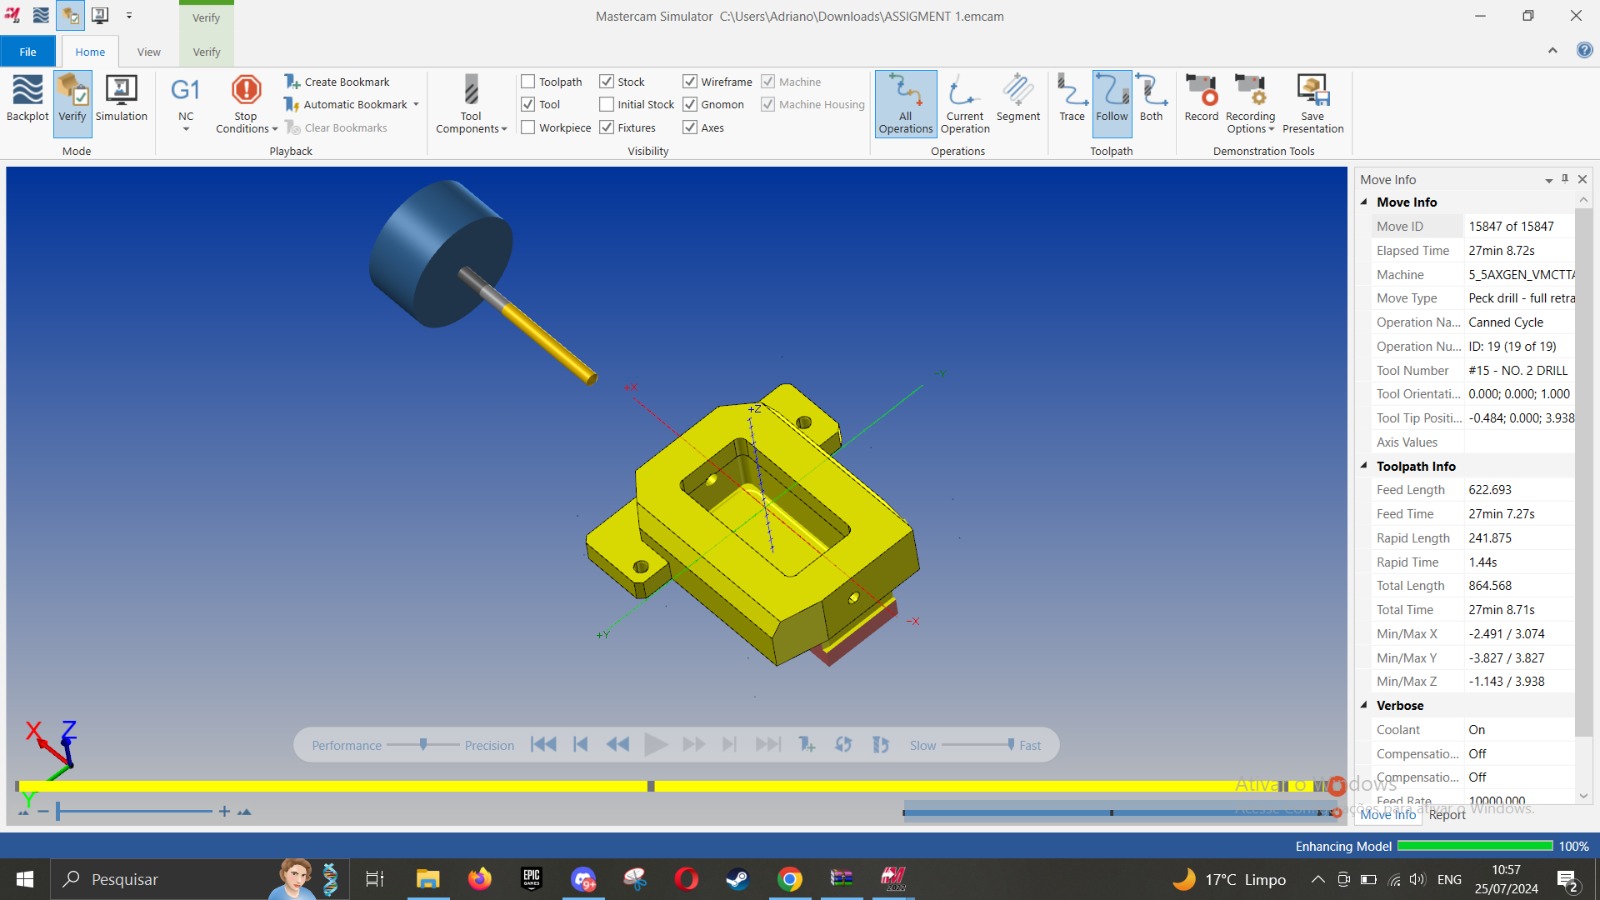 Verify
Mastercam Simulator C:\Users\Adriano\Downloads\ASSIGMENT 1.emcam
File
Home
View
Verify
Backplot
Verify
Simulation
Mode
G1
NC
Stop Conditions
Create Bookmark
Automatic Bookmark
Clear Bookmarks
Playback
Tool Components
Toolpath
Tool
Workpiece
Stock
Initial Stock
Fixtures
Wireframe
Gnomon
Axes
Machine
Machine Housing
Visibility
All Operations
Current Operation
Segment
Operations
Trace
Follow
Both
Toolpath
Record
Recording Options
Save Presentation
Demonstration Tools
+X
+Z
-Y
+Y
-X
X
Z
Y
Performance
Precision
Slow
Fast
Move Info
Move Info
Move ID 15847 of 15847
Elapsed Time 27min 8.72s
Machine 5_5AXGEN_VMCTTA
Move Type Peck drill - full retra
Operation Na... Canned Cycle
Operation Nu... ID: 19 (19 of 19)
Tool Number #15 - NO. 2 DRILL
Tool Orientati... 0.000; 0.000; 1.000
Tool Tip Positi... -0.484; 0.000; 3.938
Axis Values
Toolpath Info
Feed Length 622.693
Feed Time 27min 7.27s
Rapid Length 241.875
Rapid Time 1.44s
Total Length 864.568
Total Time 27min 8.71s
Min/Max X -2.491 / 3.074
Min/Max Y -3.827 / 3.827
Min/Max Z -1.143 / 3.938
Verbose
Coolant On
Compensatio... Off
Compensatio... Off
Feed Rate 10000.000
Ativar o Windows
Acesse Configurações para ativar o Windows.
Move Info
Report
Enhancing Model 100%
Pesquisar
EPIC GAMES
9+
2022
17°C Limpo
ENG
10:57
25/07/2024
2